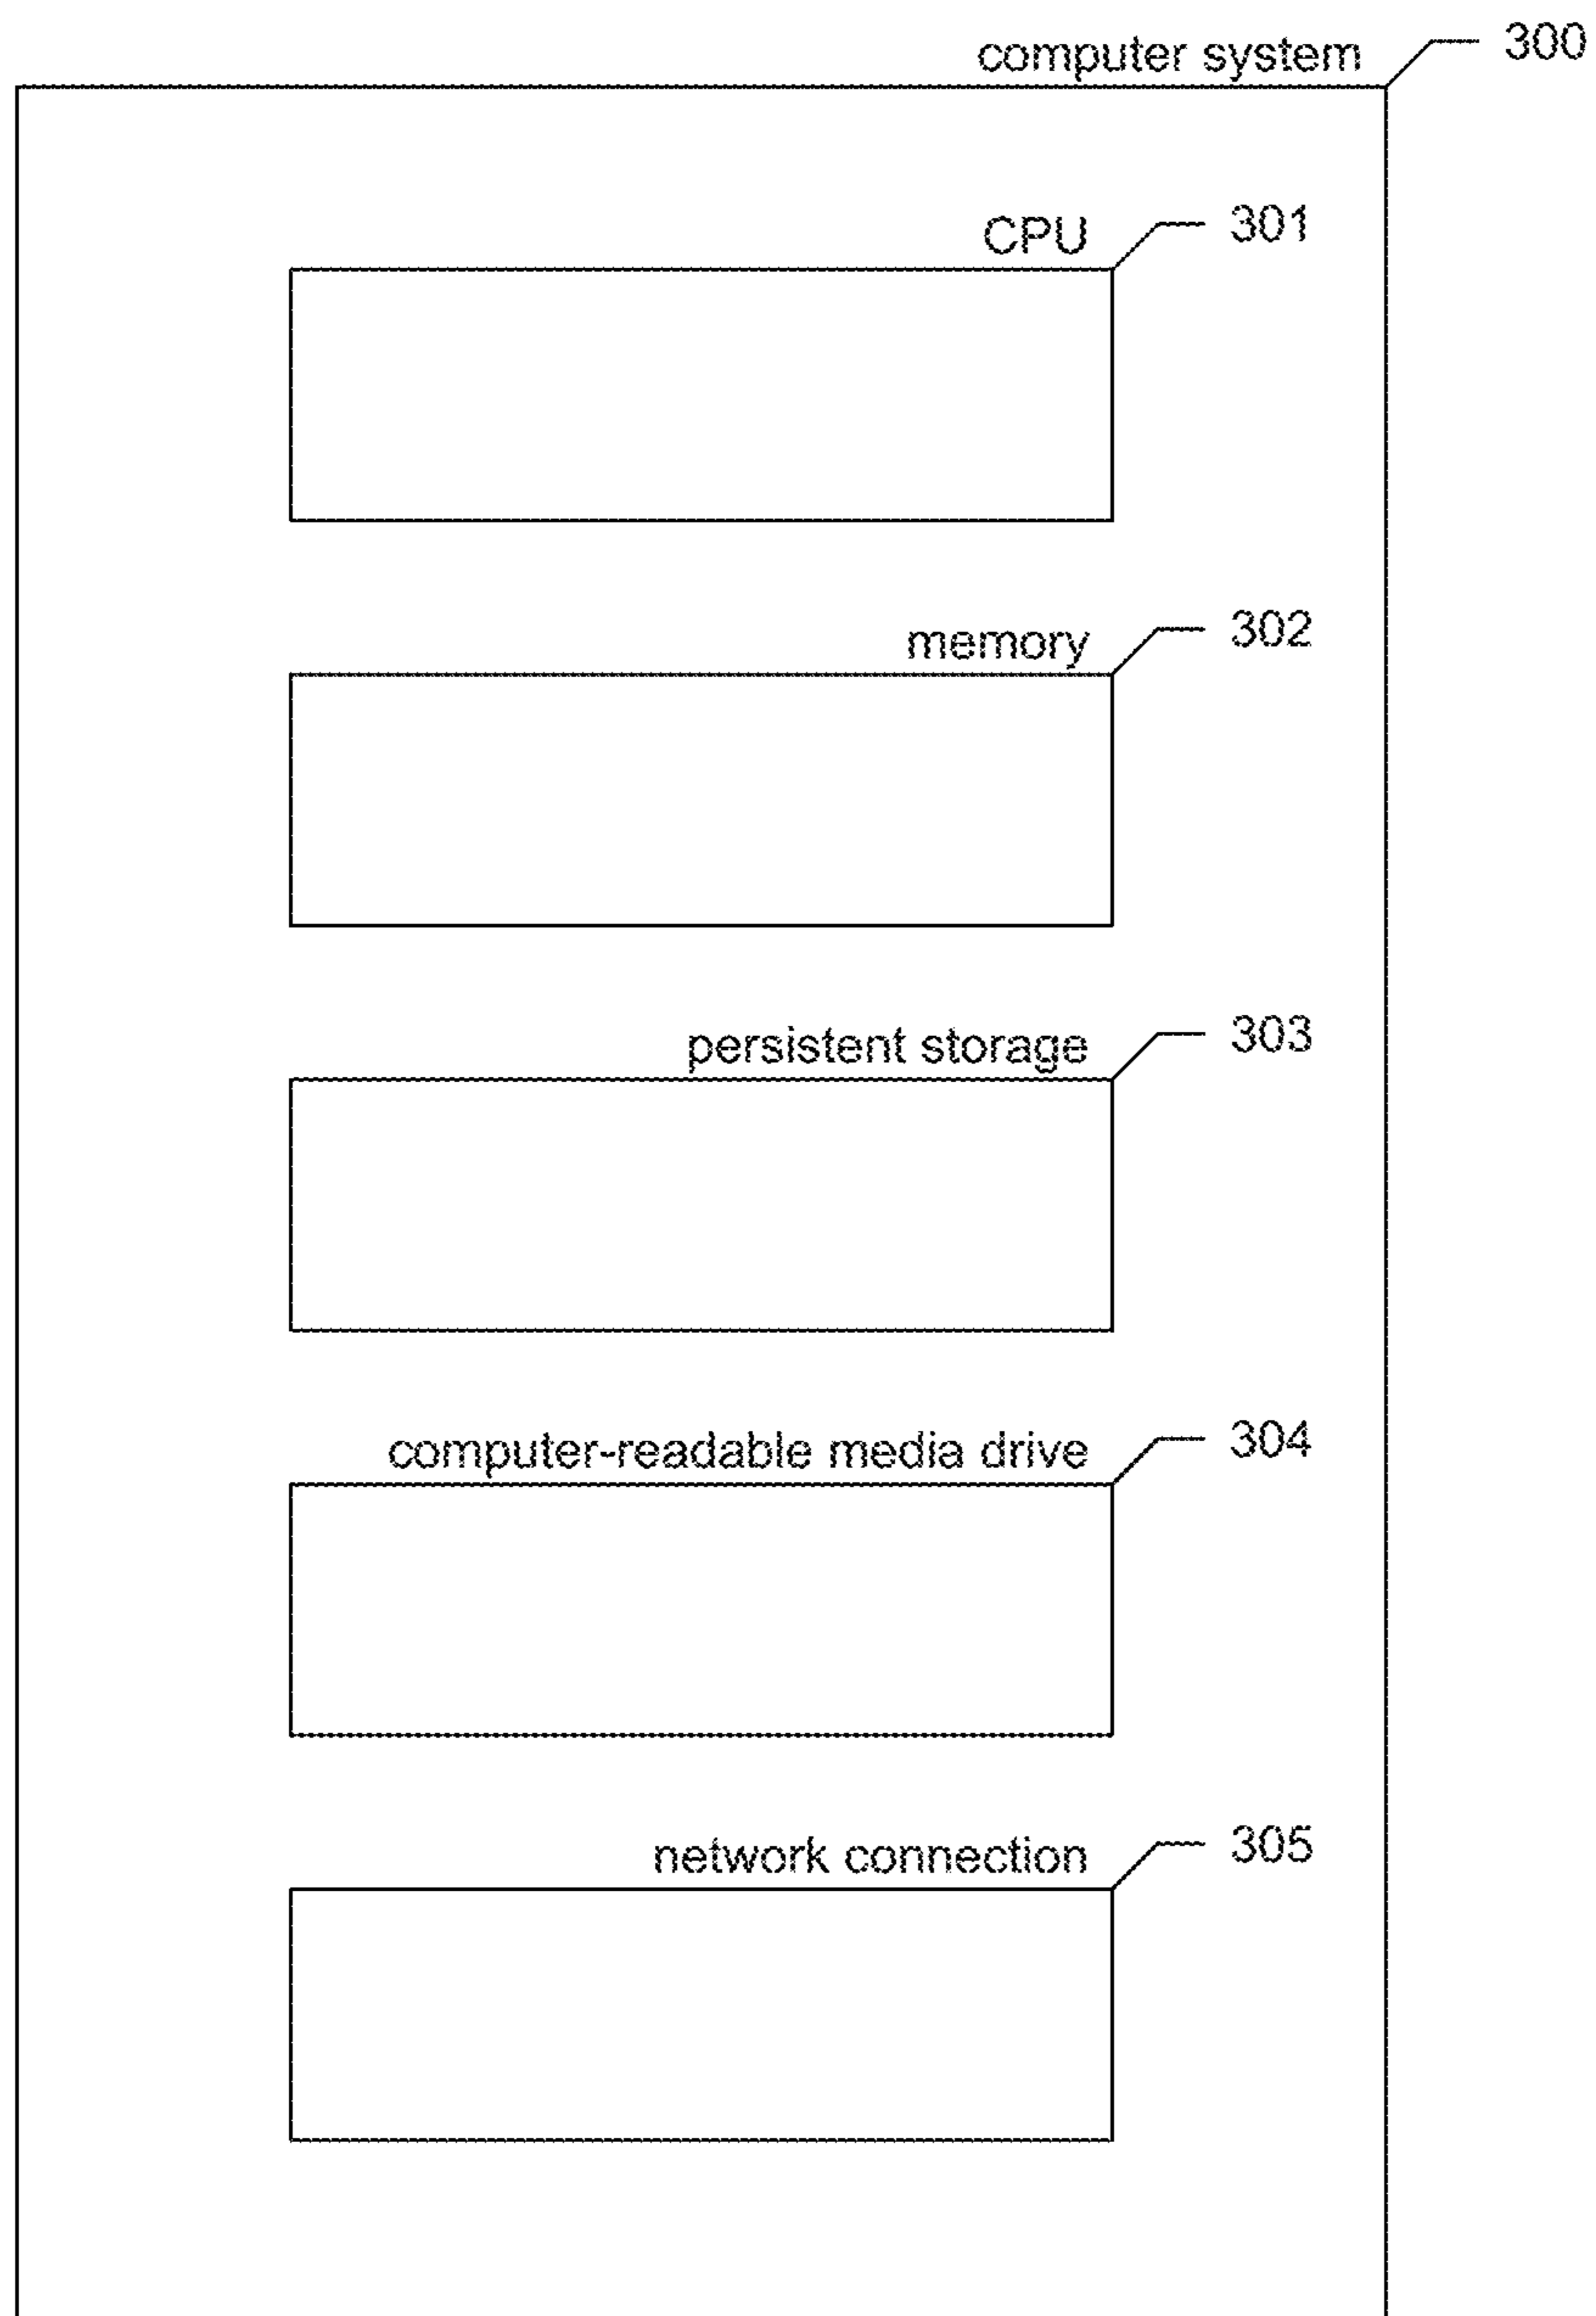 computer system 300
CPU 301
memory 302
persistent storage 303
computer-readable media drive 304
network connection 305